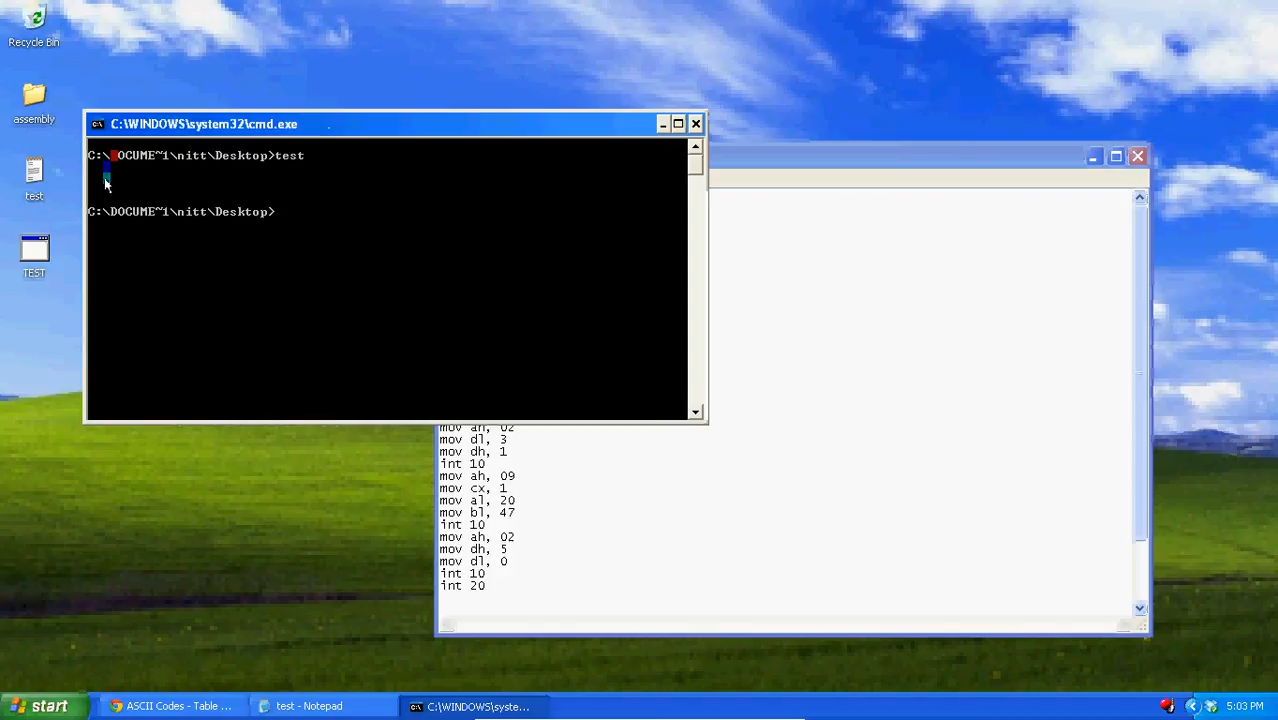 Recycle Bin
assembly
test
TEST
C:\WINDOWS\system32\cmd.exe
C:\ OCUME~1\nitt\Desktop>test
C:\DOCUME~1\nitt\Desktop>
mov ah, 02
mov dl, 3
mov dh, 1
int 10
mov ah, 09
mov cx, 1
mov al, 20
mov bl, 47
int 10
mov ah, 02
mov dh, 5
mov dl, 0
int 10
int 20
start
ASCII Codes - Table ...
test - Notepad
C:\WINDOWS\syste...
5:03 PM